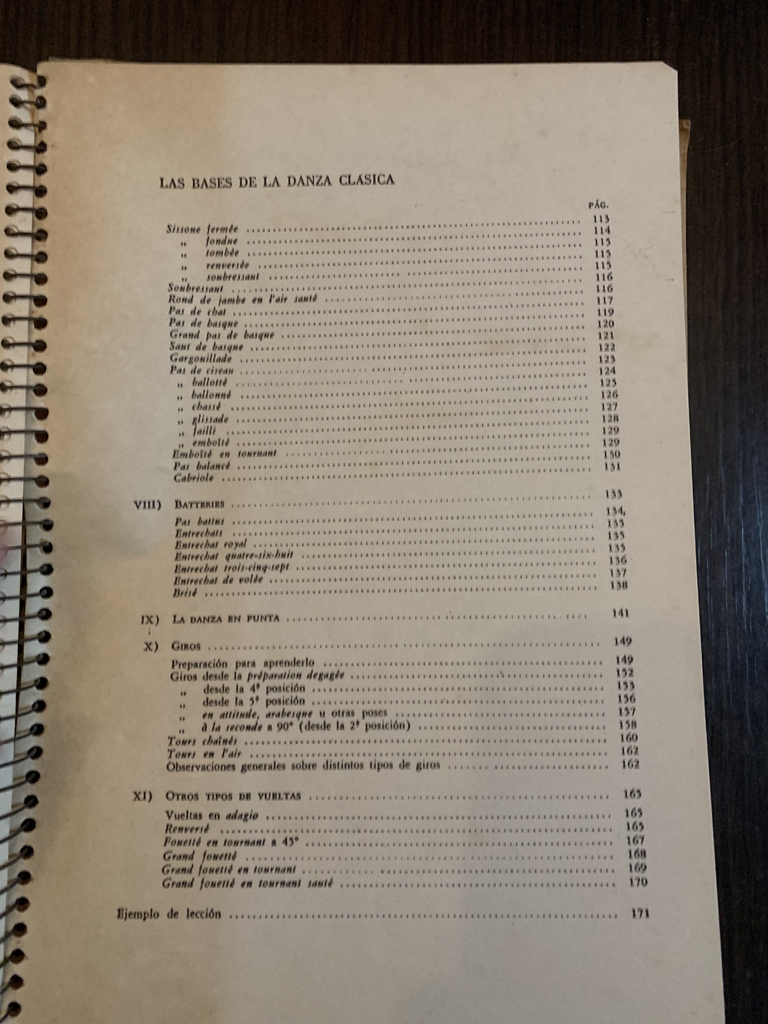 LAS BASES DE LA DANZA CLÁSICA
PÁG.
Sissone fermée ........ 113
„ fondue ........ 114
„ tombée ........ 115
„ renversée ........ 115
„ soubressaut ........ 115
Soubressaut ........ 116
Rond de jambe en l'air sauté ........ 116
Pas de chat ........ 117
Pas de basque ........ 119
Grand pas de basque ........ 120
Saut de basque ........ 121
Gargouillade ........ 122
Pas de ciseau ........ 123
„ ballotté ........ 124
„ ballonné ........ 125
„ chassé ........ 126
„ glissade ........ 127
„ failli ........ 128
„ emboîté ........ 129
Emboîté en tournant ........ 129
Pas balancé ........ 130
Cabriole ........ 131
VIII) BATTERIES ........ 133
Pas battus ........ 134,
Entrechats ........ 135
Entrechat royal ........ 135
Entrechat quatre-six-huit ........ 135
Entrechat trois-cinq-sept ........ 136
Entrechat de volée ........ 137
Brisé ........ 138
IX) LA DANZA EN PUNTA ........ 141
X) GIROS ........ 149
Preparación para aprenderlo ........ 149
Giros desde la préparation degagée ........ 152
„ desde la 4ª posición ........ 153
„ desde la 5ª posición ........ 156
„ en attitude, arabesque u otras poses ........ 157
„ à la seconde a 90° (desde la 2ª posición) ........ 158
Tours chaînés ........ 160
Tours en l'air ........ 162
Observaciones generales sobre distintos tipos de giros ........ 162
XI) OTROS TIPOS DE VUELTAS ........ 165
Vueltas en adagio ........ 165
Renversé ........ 165
Fouetté en tournant a 45° ........ 167
Grand fouetté ........ 168
Grand fouetté en tournant ........ 169
Grand fouetté en tournant sauté ........ 170
Ejemplo de lección ........ 171